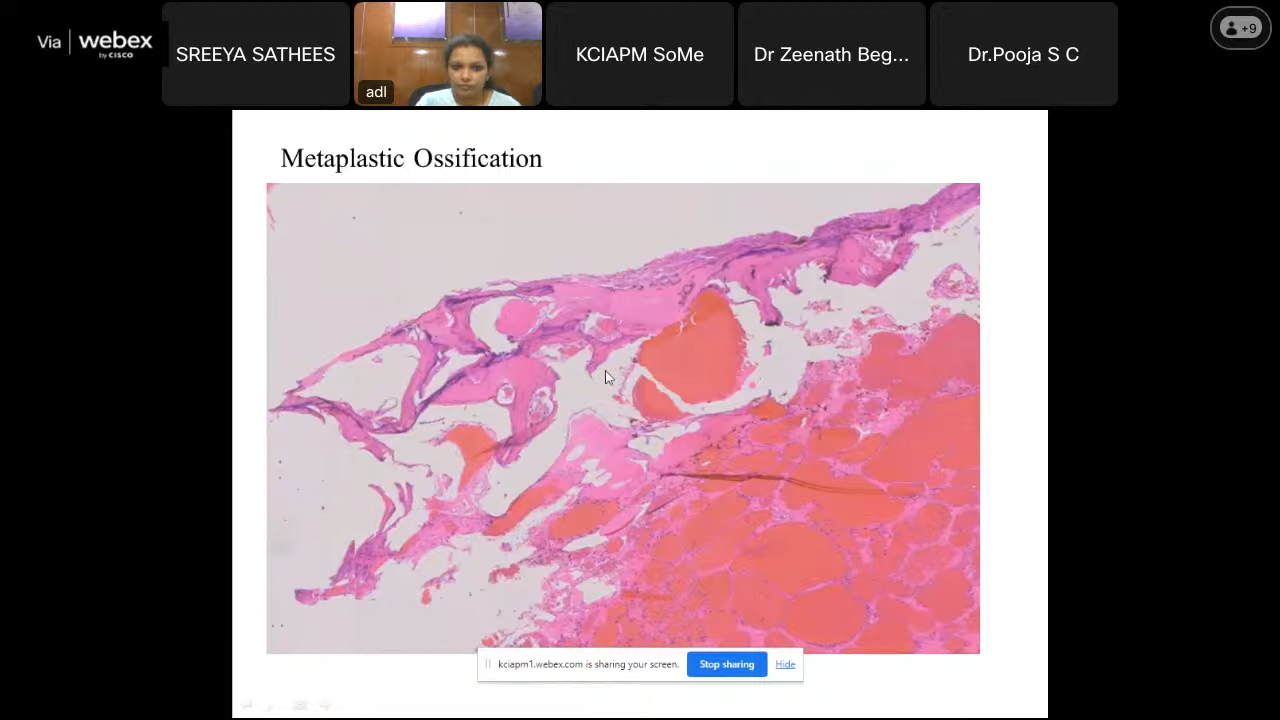 Via webex
by CISCO
SREEYA SATHEES
adl
KCIAPM SoMe
Dr Zeenath Beg...
Dr.Pooja S C
+9
Metaplastic Ossification
kciapm1.webex.com is sharing your screen.
Stop sharing
Hide